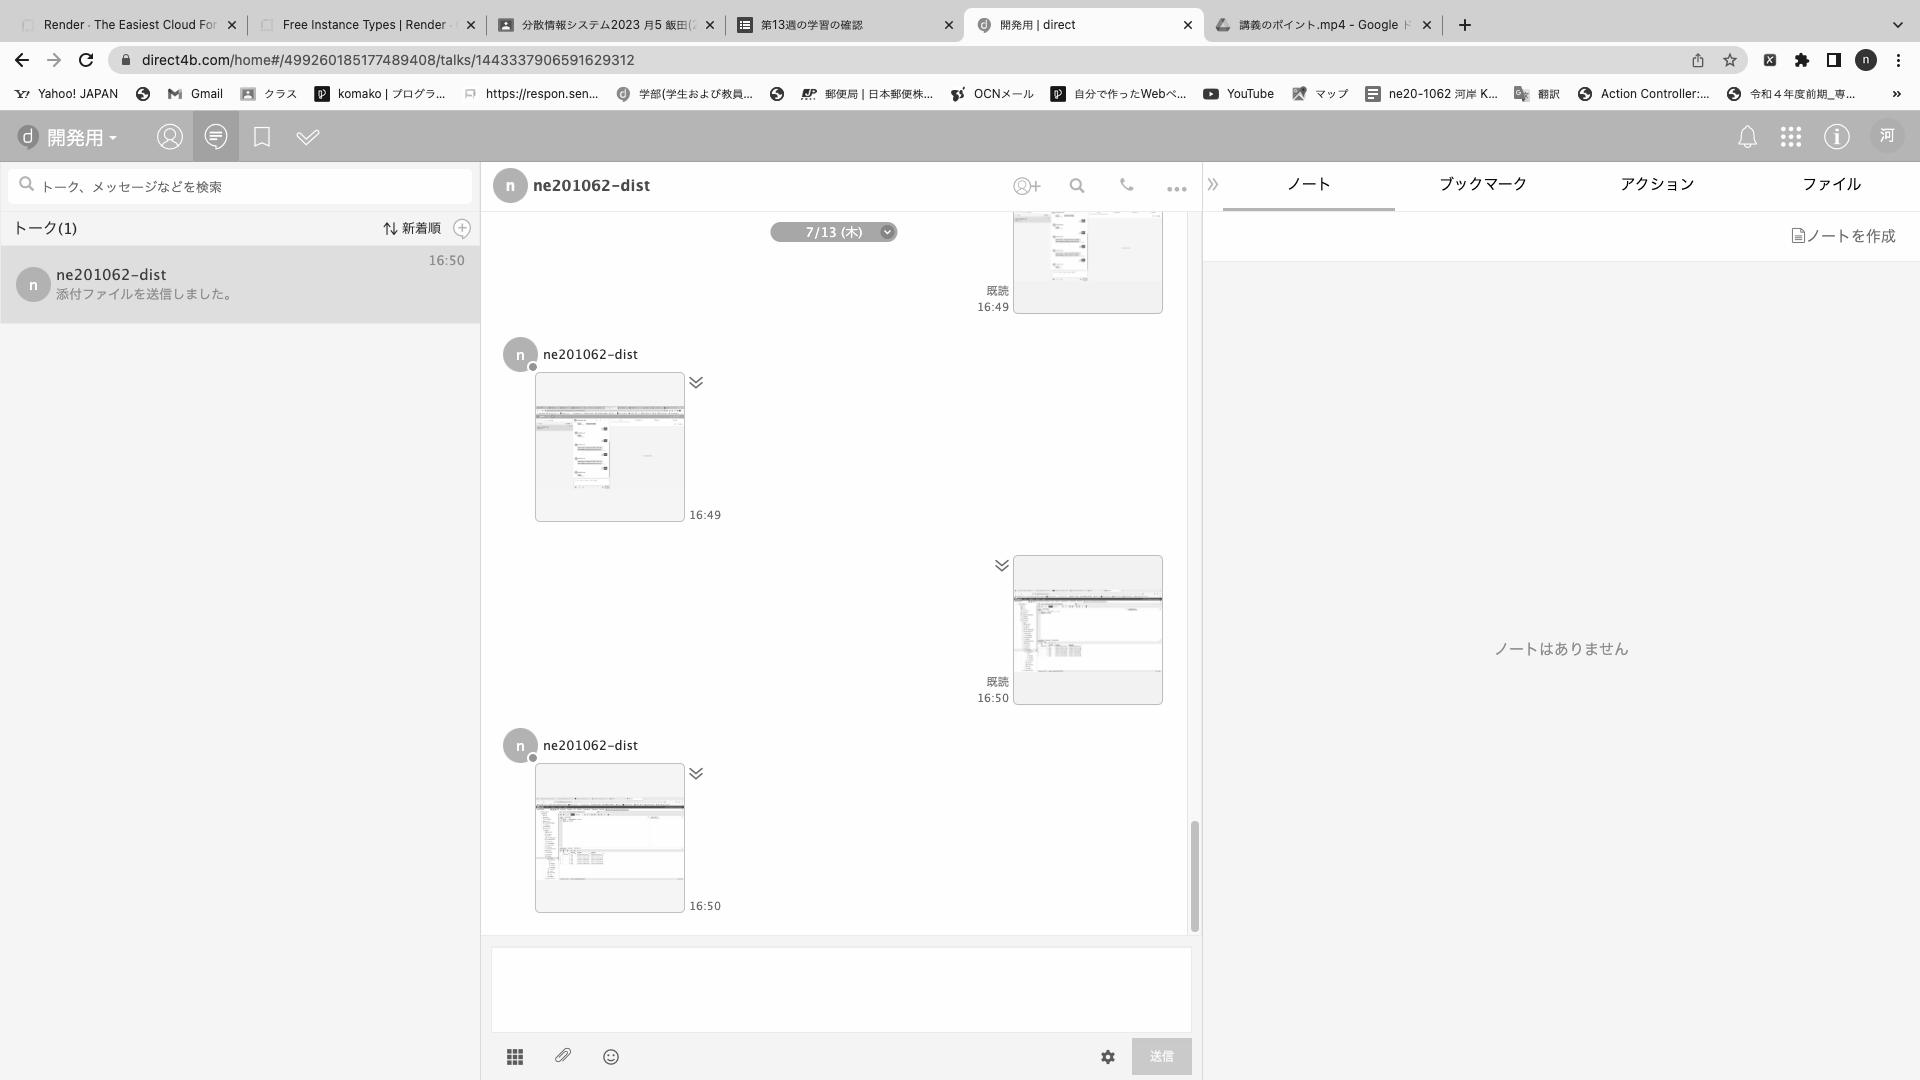 Render · The Easiest Cloud For
Free Instance Types | Render ·
分散情報システム2023 月5 飯田(2
第13週の学習の確認
開発用 | direct
講義のポイント.mp4 - Google ド
direct4b.com/home#/499260185177489408/talks/1443337906591629312
n
Yahoo! JAPAN
Gmail
クラス
komako | プログラ...
https://respon.sen...
学部(学生および教員...
郵便局 | 日本郵便株...
OCNメール
自分で作ったWebペ...
YouTube
マップ
ne20-1062 河岸 K...
翻訳
Action Controller:...
令和４年度前期_専...
»
d 開発用
河
トーク、メッセージなどを検索
トーク(1)
新着順
n
ne201062-dist
16:50
添付ファイルを送信しました。
n
ne201062-dist
7/13 (木)
既読
16:49
n
ne201062-dist
16:49
既読
16:50
n
ne201062-dist
16:50
送信
ノート
ブックマーク
アクション
ファイル
ノートを作成
ノートはありません